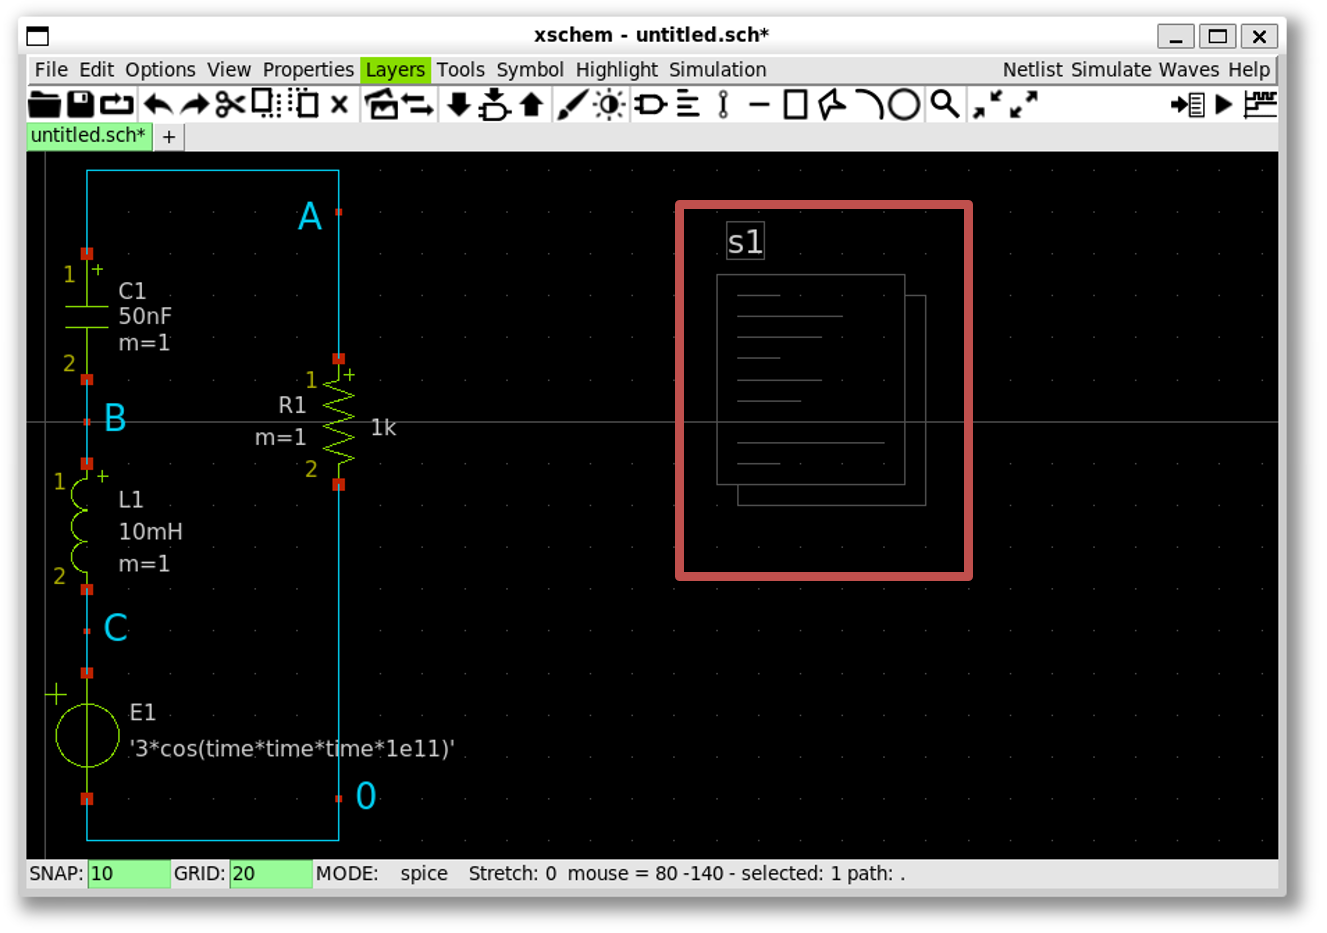 xschem - untitled.sch*
File Edit Options View Properties Layers Tools Symbol Highlight Simulation Netlist Simulate Waves Help
untitled.sch* +
A
s1
1 +
C1
50nF
m=1
2
1 +
R1
B
1k
m=1
2
1 +
L1
10mH
m=1
2
C
+
E1
'3*cos(time*time*time*1e11)'
0
SNAP: 10 GRID: 20 MODE: spice Stretch: 0 mouse = 80 -140 - selected: 1 path: .